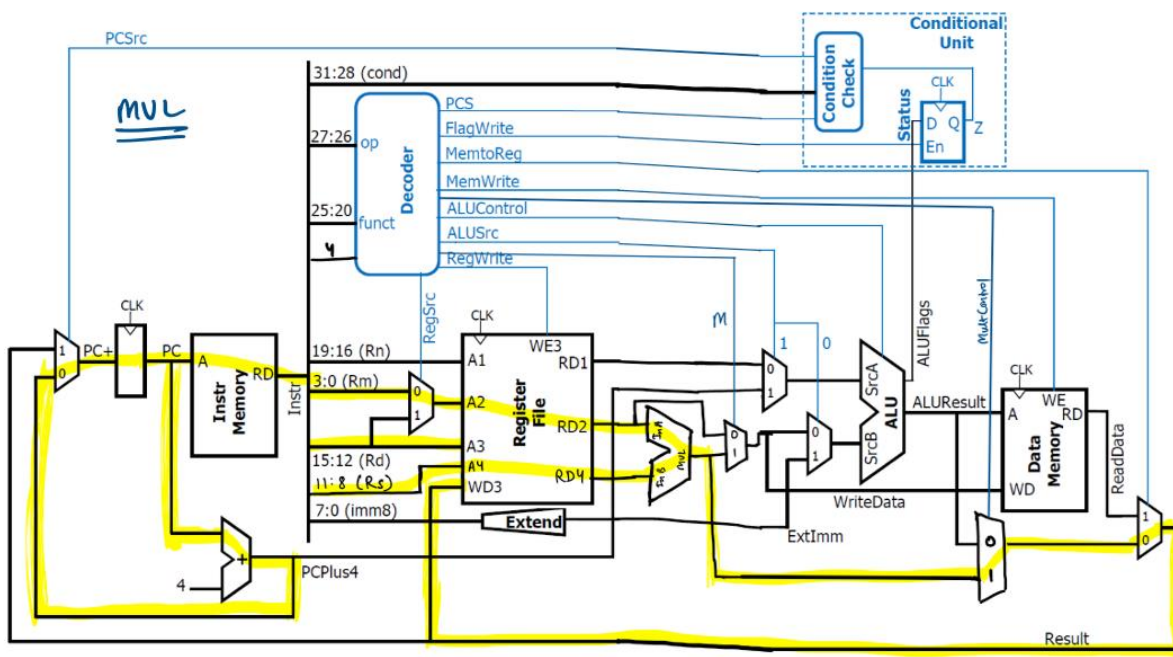 Conditional Unit
PCSrc
31:28 (cond)
Condition Check
CLK
Status
D
Q
Z
En
MUL
PCS
27:26
op
FlagWrite
MemtoReg
Decoder
MemWrite
25:20
funct
ALUControl
ALUSrc
4
RegWrite
RegSrc
M
MultControl
ALUFlags
CLK
CLK
1
0
PC+
PC
A
RD
Instr Memory
Instr
19:16 (Rn)
A1
WE3
RD1
3:0 (Rm)
0
1
A2
Register File
RD2
A3
15:12 (Rd)
A4
11:8 (Rs)
RD4
WD3
7:0 (imm8)
Extend
InA
InB
MUL
0
1
1
0
0
1
0
1
SrcA
SrcB
ALU
ALUResult
CLK
A
WE
RD
Data Memory
WD
ReadData
WriteData
ExtImm
0
1
1
0
+
4
PCPlus4
Result